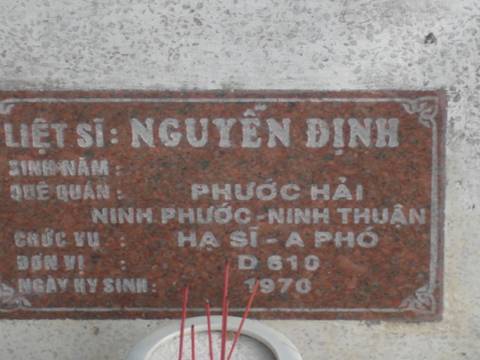 LIỆT SĨ: NGUYỄN ĐỊNH
SINH NĂM :
QUÊ QUÁN : PHƯỚC HẢI
NINH PHƯỚC - NINH THUẬN
CHỨC VỤ : HẠ SĨ - A PHÓ
ĐƠN VỊ : D 610
NGÀY HY SINH : 1970